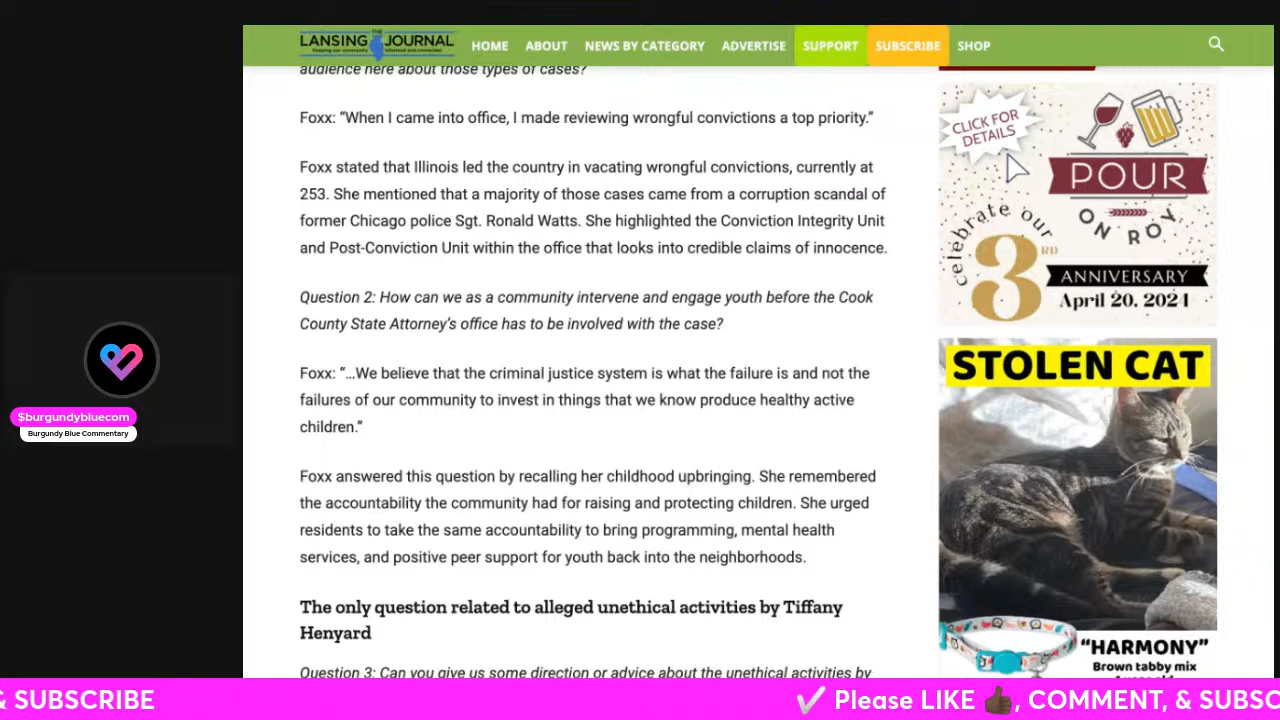 THE
LANSING JOURNAL
Keeping our community informed and connected
HOME ABOUT NEWS BY CATEGORY ADVERTISE SUPPORT SUBSCRIBE SHOP
audience here about those types of cases?
Foxx: “When I came into office, I made reviewing wrongful convictions a top priority.”
Foxx stated that Illinois led the country in vacating wrongful convictions, currently at
253. She mentioned that a majority of those cases came from a corruption scandal of
former Chicago police Sgt. Ronald Watts. She highlighted the Conviction Integrity Unit
and Post-Conviction Unit within the office that looks into credible claims of innocence.
Question 2: How can we as a community intervene and engage youth before the Cook
County State Attorney’s office has to be involved with the case?
Foxx: “…We believe that the criminal justice system is what the failure is and not the
failures of our community to invest in things that we know produce healthy active
children.”
Foxx answered this question by recalling her childhood upbringing. She remembered
the accountability the community had for raising and protecting children. She urged
residents to take the same accountability to bring programming, mental health
services, and positive peer support for youth back into the neighborhoods.
The only question related to alleged unethical activities by Tiffany
Henyard
Question 3: Can you give us some direction or advice about the unethical activities by
CLICK FOR
DETAILS
POUR
ON ROY
celebrate our
3RD
ANNIVERSARY
April 20, 2024
STOLEN CAT
“HARMONY”
Brown tabby mix
$burgundybluecom
Burgundy Blue Commentary
& SUBSCRIBE
✔️ Please LIKE 👍🏿, COMMENT, & SUBSC